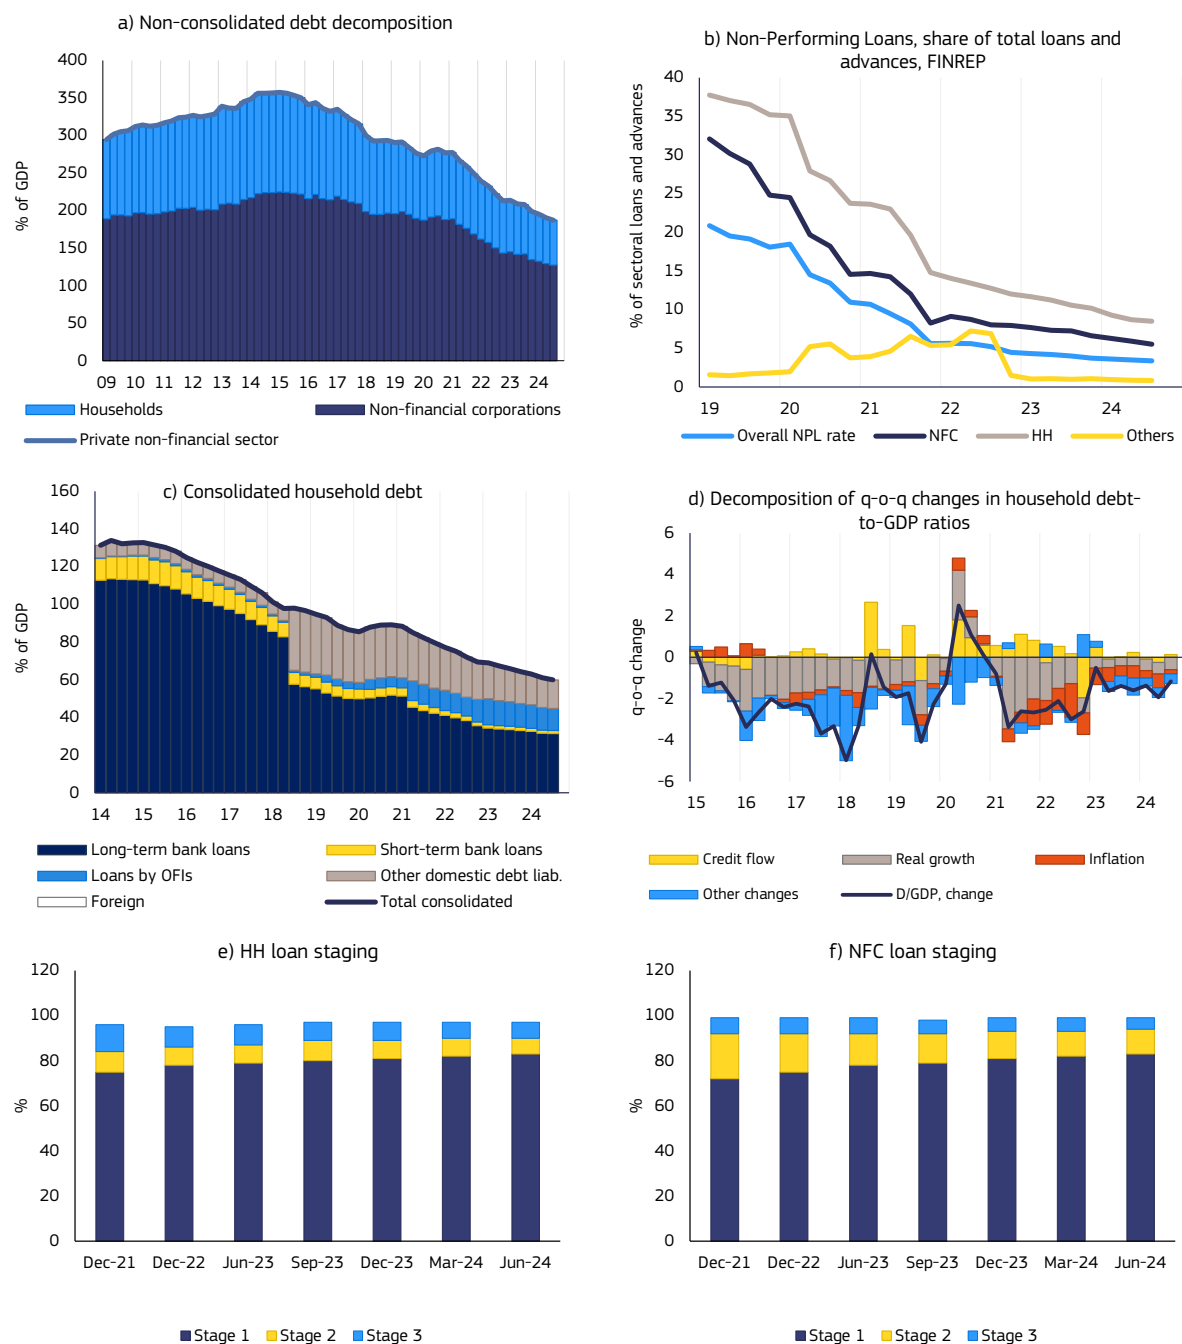 a) Non-consolidated debt decomposition
400
350
300
250
200
150
100
50
0
% of GDP
09 10 11 12 13 14 15 16 17 18 19 20 21 22 23 24
Households
Non-financial corporations
Private non-financial sector
b) Non-Performing Loans, share of total loans and
advances, FINREP
40
35
30
25
20
15
10
5
0
% of sectoral loans and advances
19 20 21 22 23 24
Overall NPL rate
NFC
HH
Others
c) Consolidated household debt
160
140
120
100
80
60
40
20
0
% of GDP
14 15 16 17 18 19 20 21 22 23 24
Long-term bank loans
Short-term bank loans
Loans by OFIs
Other domestic debt liab.
Foreign
Total consolidated
d) Decomposition of q-o-q changes in household debt-
to-GDP ratios
6
4
2
0
-2
-4
-6
q-o-q change
15 16 17 18 19 20 21 22 23 24
Credit flow
Real growth
Inflation
Other changes
D/GDP, change
e) HH loan staging
120
100
80
60
40
20
0
%
Dec-21 Dec-22 Jun-23 Sep-23 Dec-23 Mar-24 Jun-24
Stage 1 Stage 2 Stage 3
f) NFC loan staging
120
100
80
60
40
20
0
%
Dec-21 Dec-22 Jun-23 Sep-23 Dec-23 Mar-24 Jun-24
Stage 1 Stage 2 Stage 3